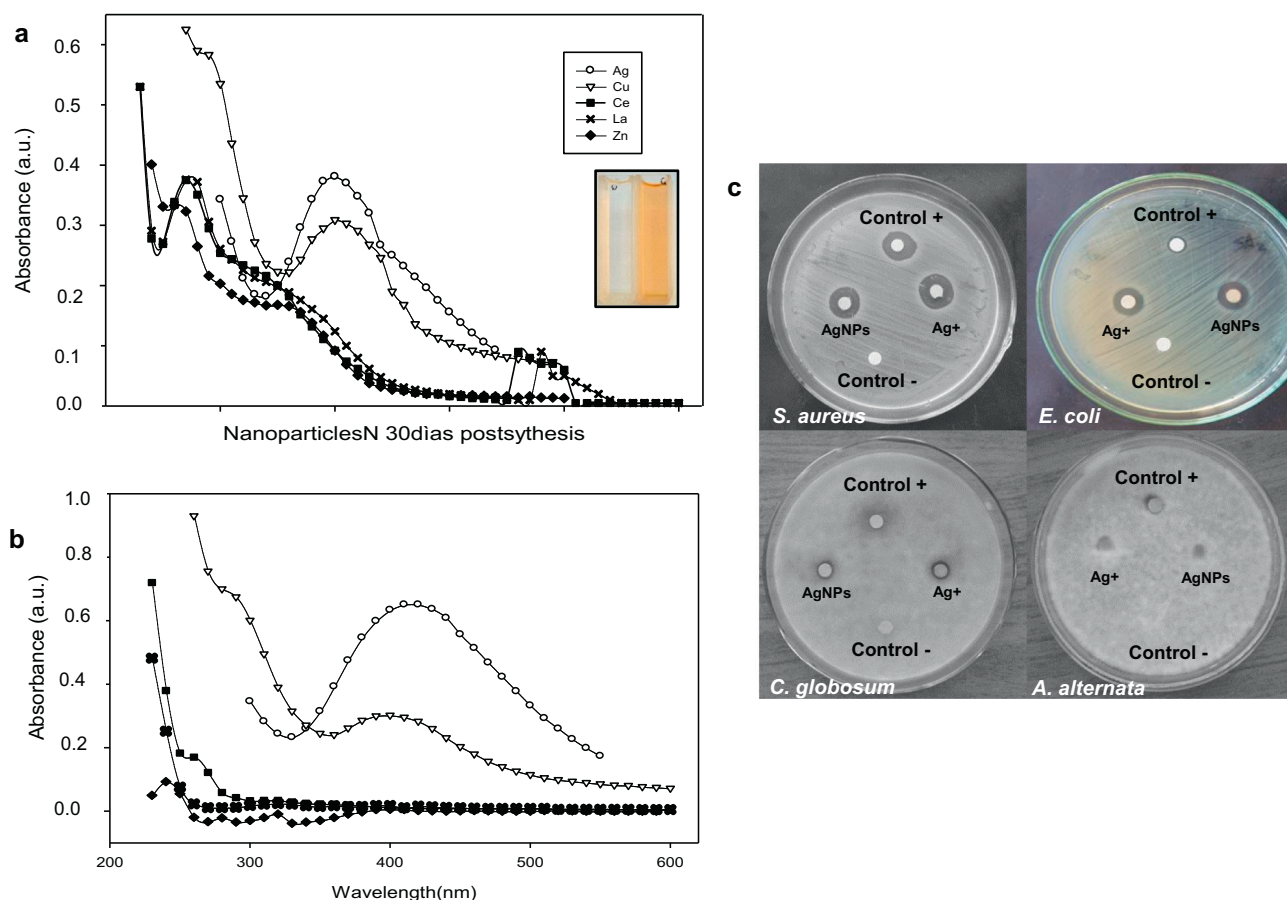 a
0.6
0.5
0.4
0.3
0.2
0.1
0.0
Absorbance (a.u.)
Ag
Cu
Ce
La
Zn
NanoparticlesN 30dias postsythesis
b
1.0
0.8
0.6
0.4
0.2
0.0
Absorbance (a.u.)
200 300 400 500 600
Wavelength(nm)
c
Control +
AgNPs
Ag+
Control -
S. aureus
Control +
Ag+
AgNPs
Control -
E. coli
Control +
AgNPs
Ag+
Control -
C. globosum
Control +
Ag+
AgNPs
Control -
A. alternata